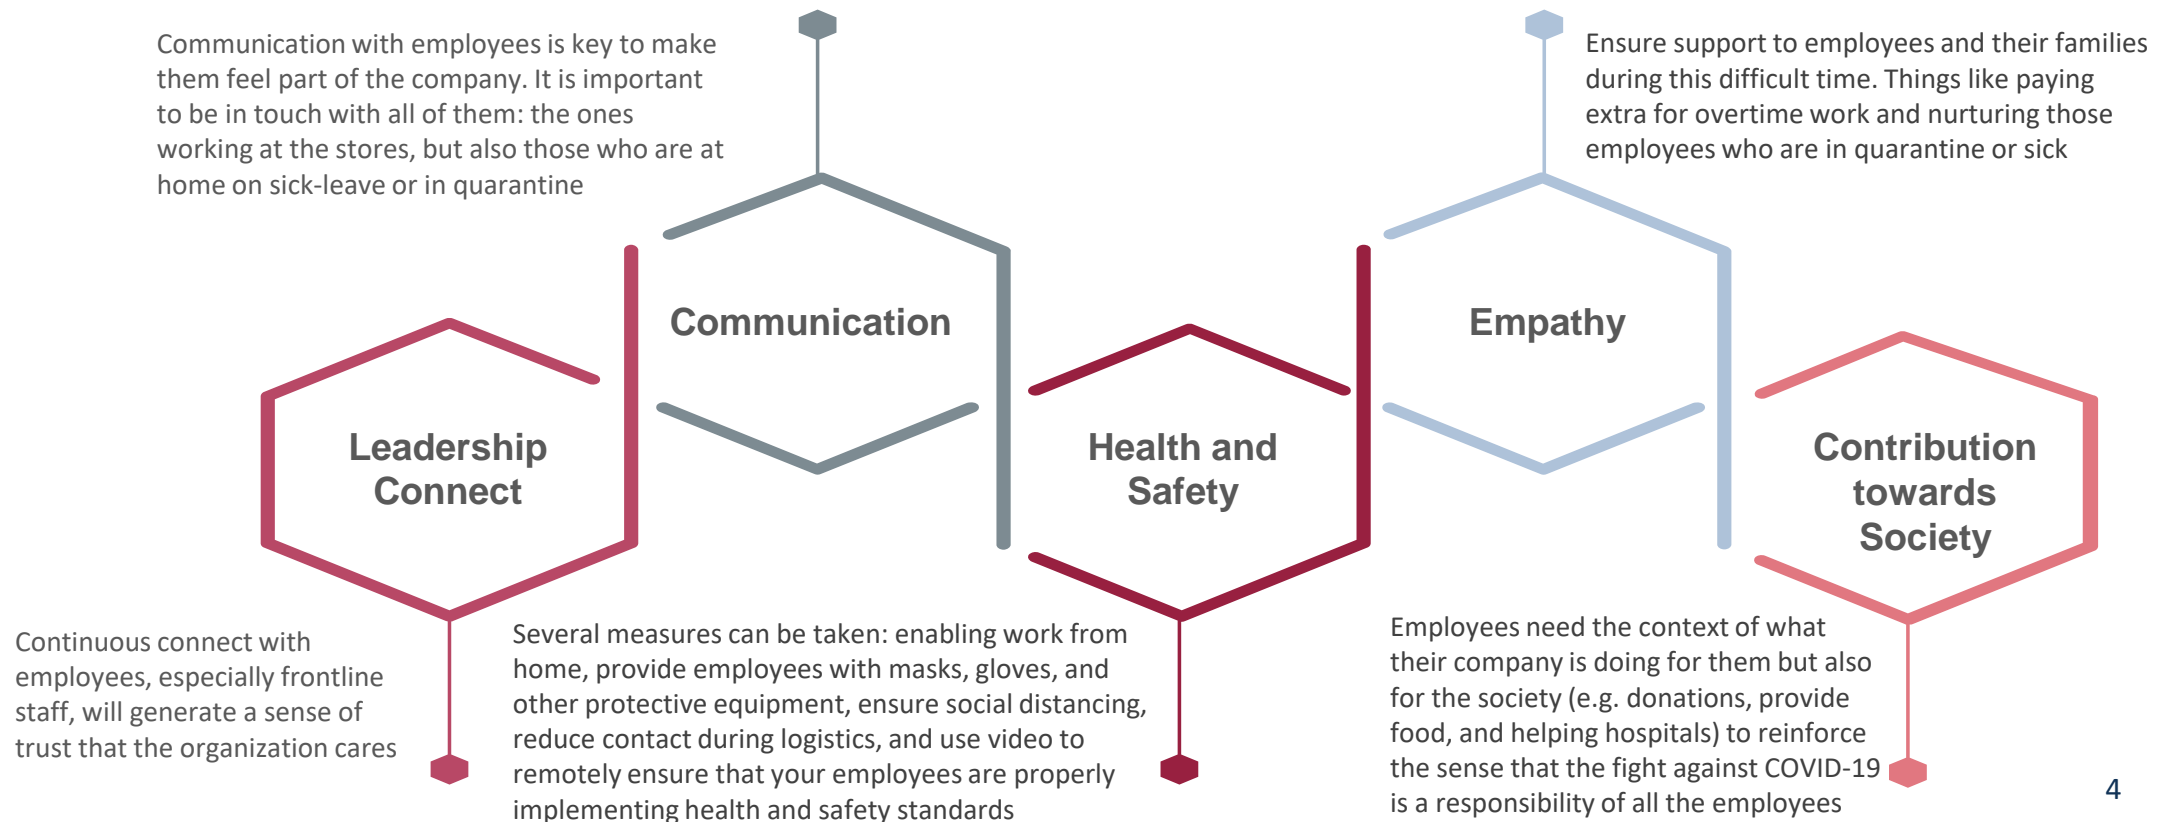 Communication with employees is key to make
them feel part of the company. It is important
to be in touch with all of them: the ones
working at the stores, but also those who are at
home on sick-leave or in quarantine
Ensure support to employees and their families
during this difficult time. Things like paying
extra for overtime work and nurturing those
employees who are in quarantine or sick
Communication
Empathy
Leadership
Connect
Health and
Safety
Contribution
towards
Society
Continuous connect with
employees, especially frontline
staff, will generate a sense of
trust that the organization cares
Several measures can be taken: enabling work from
home, provide employees with masks, gloves, and
other protective equipment, ensure social distancing,
reduce contact during logistics, and use video to
remotely ensure that your employees are properly
implementing health and safety standards
Employees need the context of what
their company is doing for them but also
for the society (e.g. donations, provide
food, and helping hospitals) to reinforce
the sense that the fight against COVID-19
is a responsibility of all the employees
4